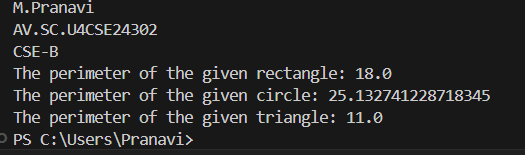 M.Pranavi
AV.SC.U4CSE24302
CSE-B
The perimeter of the given rectangle: 18.0
The perimeter of the given circle: 25.132741228718345
The perimeter of the given triangle: 11.0
PS C:\Users\Pranavi>